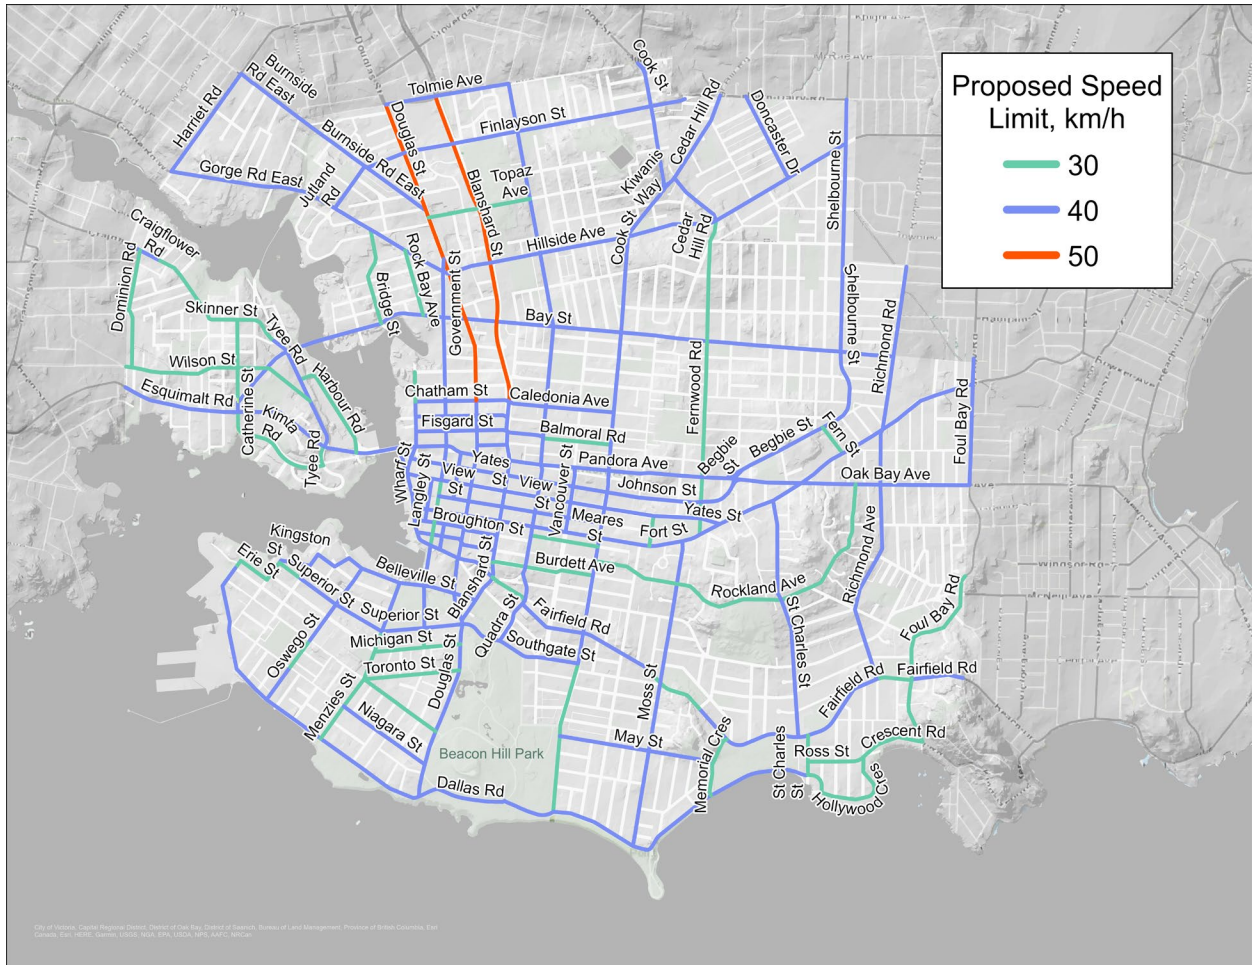 Proposed Speed
Limit, km/h
30
40
50
Cook St
Tolmie Ave
Burnside
Rd East
Harriet Rd
Douglas St
Finlayson St
Cedar Hill Rd
Doncaster Dr
Shelbourne St
Burnside Rd East
Gorge Rd East
Jutland
Rd
Blanshard St
Topaz
Ave
Kiwanis
Way
Craigflower
Rd
Dominion Rd
Hillside Ave
Cook St
Cedar
Hill Rd
Rock Bay Ave
Bridge St
Government St
Skinner St
Tyee Rd
Bay St
Shelbourne St
Richmond Rd
Wilson St
Harbour Rd
Esquimalt Rd
Catherine St
Kimta
Rd
Tyee Rd
Chatham St
Caledonia Ave
Fernwood Rd
Foul Bay Rd
Fisgard St
Balmoral Rd
Begbie St
Fern St
Begbie
St
Wharf St
Langley St
Yates
St
View
St
View
St
Vancouver St
Pandora Ave
Johnson St
Oak Bay Ave
Yates St
Broughton St
Meares
St
Fort St
Kingston
St
Erie St
Superior St
Belleville St
Blanshard St
Burdett Ave
Rockland Ave
Richmond Ave
Superior St
Quadra St
Fairfield Rd
St Charles St
Foul Bay Rd
Oswego St
Michigan St
Southgate St
Toronto St
Douglas St
Moss St
Fairfield Rd
Fairfield Rd
Menzies St
Niagara St
Beacon Hill Park
May St
Memorial Cres
St Charles
St
Ross St
Crescent Rd
Hollywood Cres
Dallas Rd